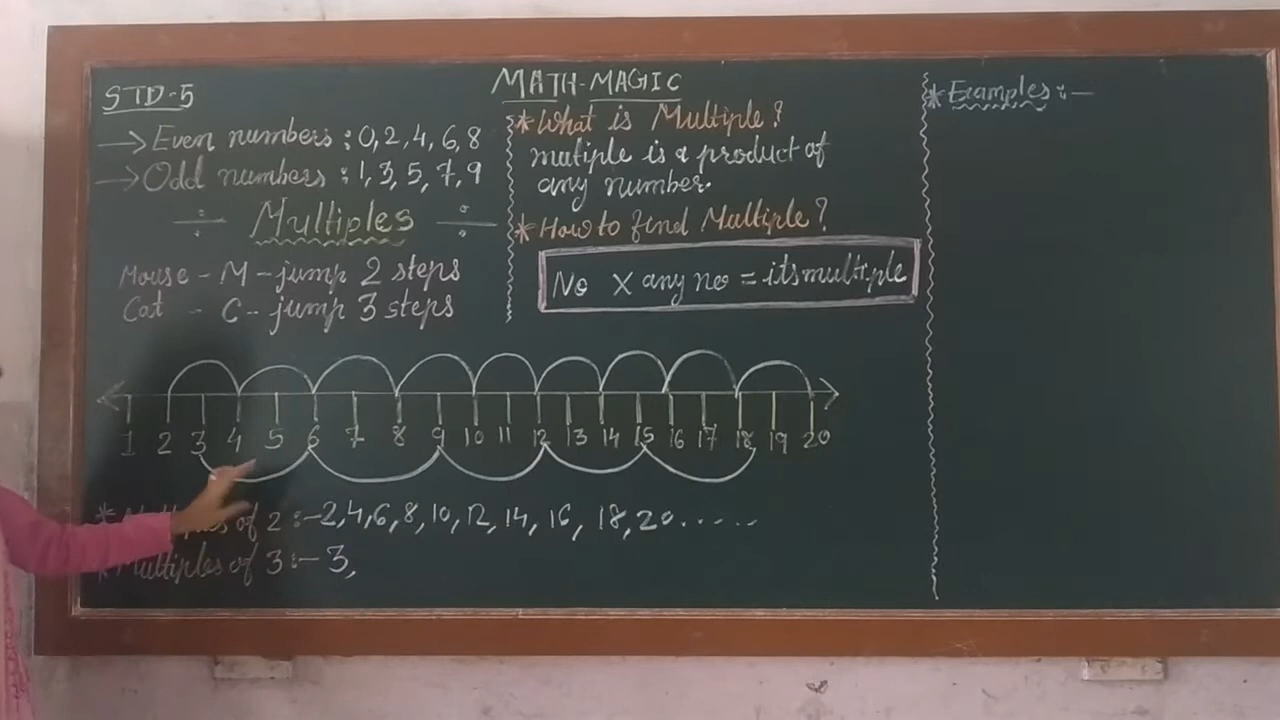 MATH-MAGIC
STD-5
→ Even numbers : 0, 2, 4, 6, 8
→ Odd numbers : 1, 3, 5, 7, 9
÷ Multiples ÷
Mouse - M - jump 2 steps
Cat - C - jump 3 steps
* What is Multiple?
mutiple is a product of
any number.
* How to find Multiple?
No X any no = its multiple
* Examples :-
1 2 3 4 5 6 7 8 9 10 11 12 13 14 15 16 17 18 19 20
* Multiples of 2 :- 2, 4, 6, 8, 10, 12, 14, 16, 18, 20.....
* Multiples of 3 :- 3,